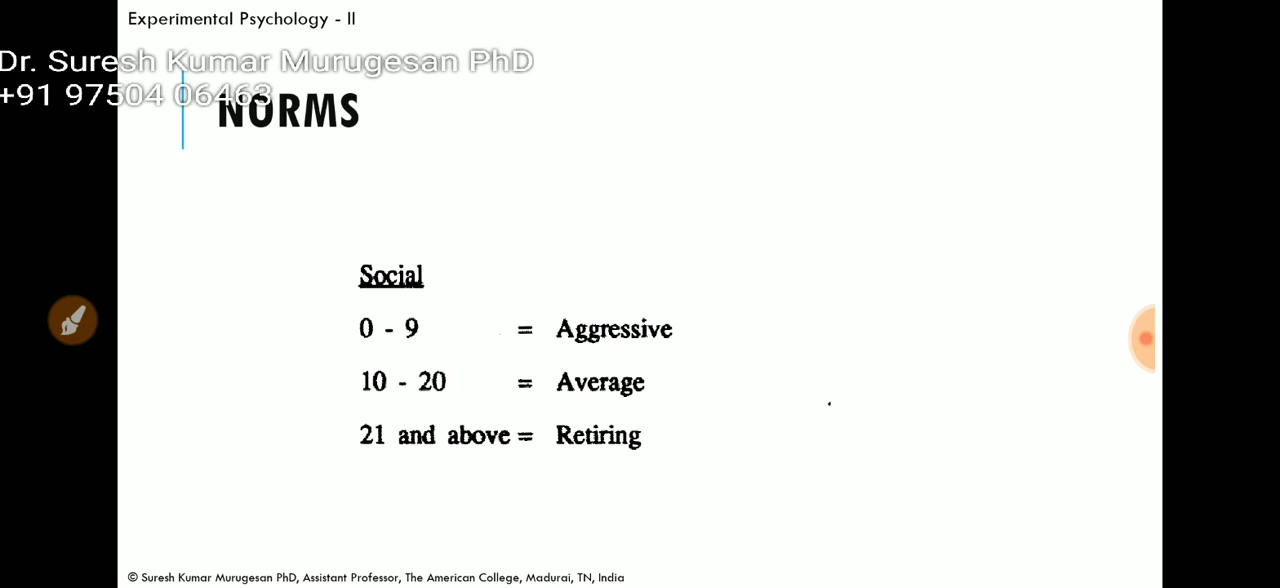 Experimental Psychology - II
Dr. Suresh Kumar Murugesan PhD
+91 97504 06463
NORMS
Social
0 - 9 = Aggressive
10 - 20 = Average
21 and above = Retiring
© Suresh Kumar Murugesan PhD, Assistant Professor, The American College, Madurai, TN, India